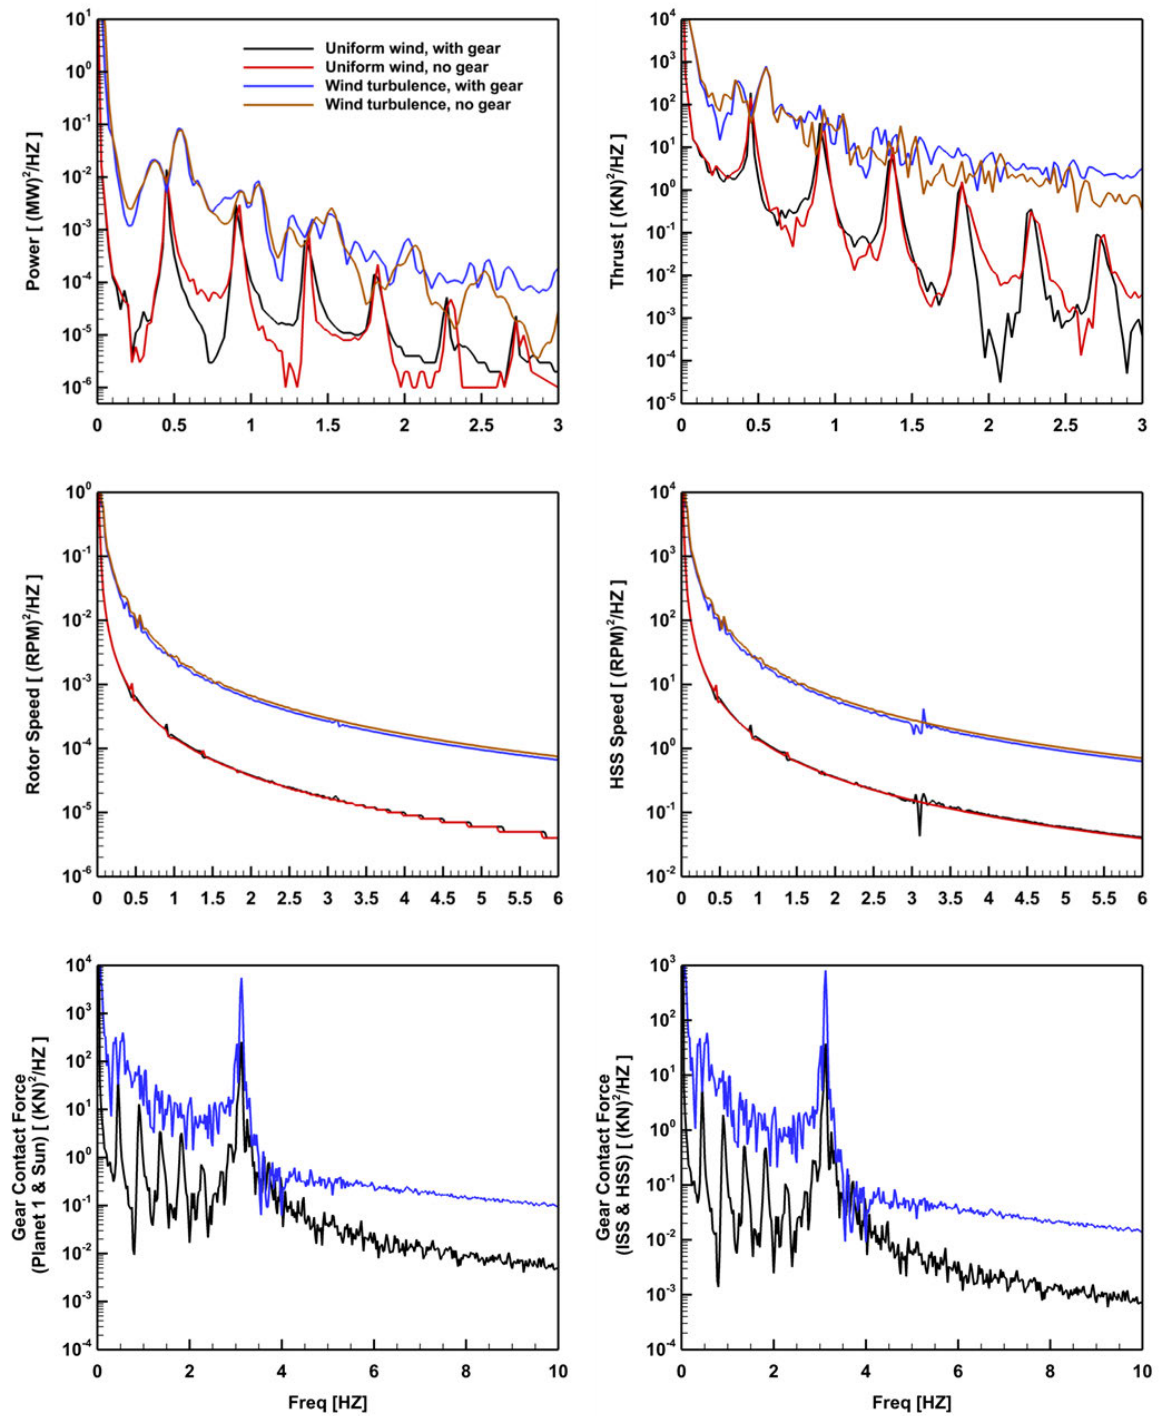 Power [ (MW)²/HZ ]
10¹
10⁰
10⁻¹
10⁻²
10⁻³
10⁻⁴
10⁻⁵
10⁻⁶
Uniform wind, with gear
Uniform wind, no gear
Wind turbulence, with gear
Wind turbulence, no gear
0 0.5 1 1.5 2 2.5 3
Thrust [ (KN)²/HZ ]
10⁴
10³
10²
10¹
10⁰
10⁻¹
10⁻²
10⁻³
10⁻⁴
10⁻⁵
0 0.5 1 1.5 2 2.5 3
Rotor Speed [ (RPM)²/HZ ]
10⁰
10⁻¹
10⁻²
10⁻³
10⁻⁴
10⁻⁵
10⁻⁶
0 0.5 1 1.5 2 2.5 3 3.5 4 4.5 5 5.5 6
HSS Speed [ (RPM)²/HZ ]
10⁴
10³
10²
10¹
10⁰
10⁻¹
10⁻²
0 0.5 1 1.5 2 2.5 3 3.5 4 4.5 5 5.5 6
Gear Contact Force
(Planet 1 & Sun) [ (KN)²/HZ ]
10⁴
10³
10²
10¹
10⁰
10⁻¹
10⁻²
10⁻³
10⁻⁴
0 2 4 6 8 10
Freq [HZ]
Gear Contact Force
(ISS & HSS) [ (KN)²/HZ ]
10³
10²
10¹
10⁰
10⁻¹
10⁻²
10⁻³
10⁻⁴
0 2 4 6 8 10
Freq [HZ]